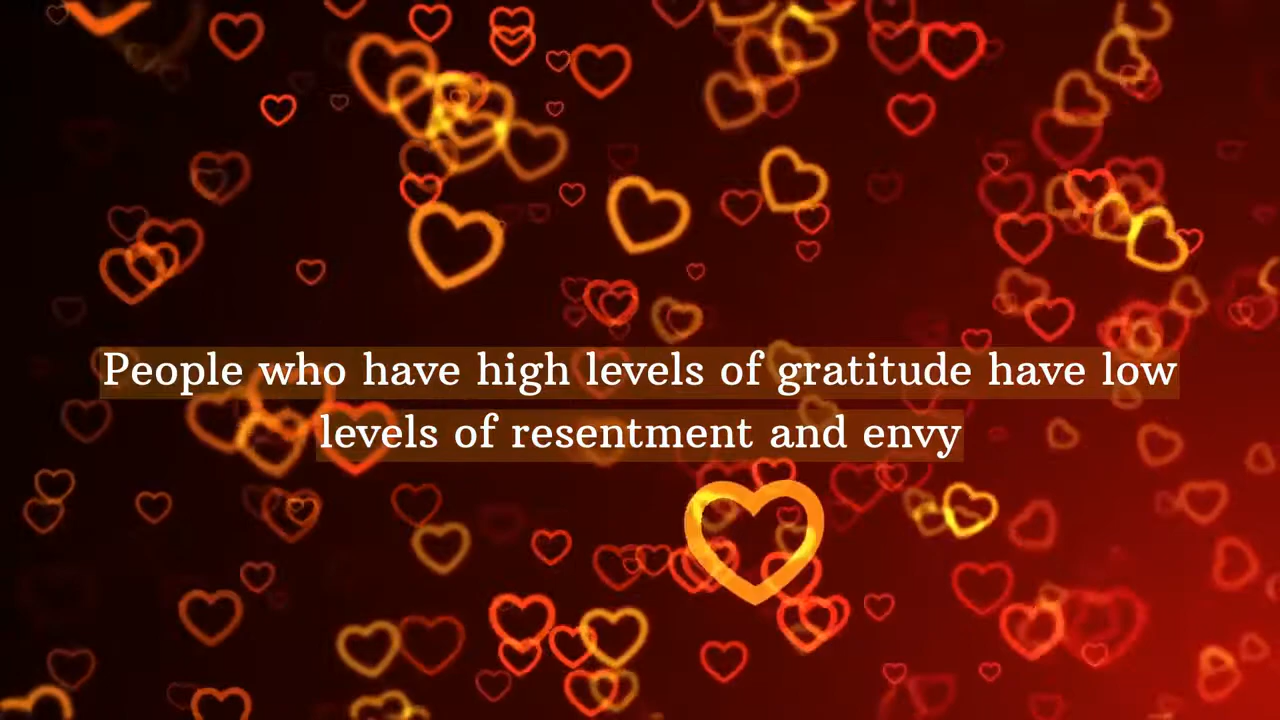 People who have high levels of gratitude have low
levels of resentment and envy